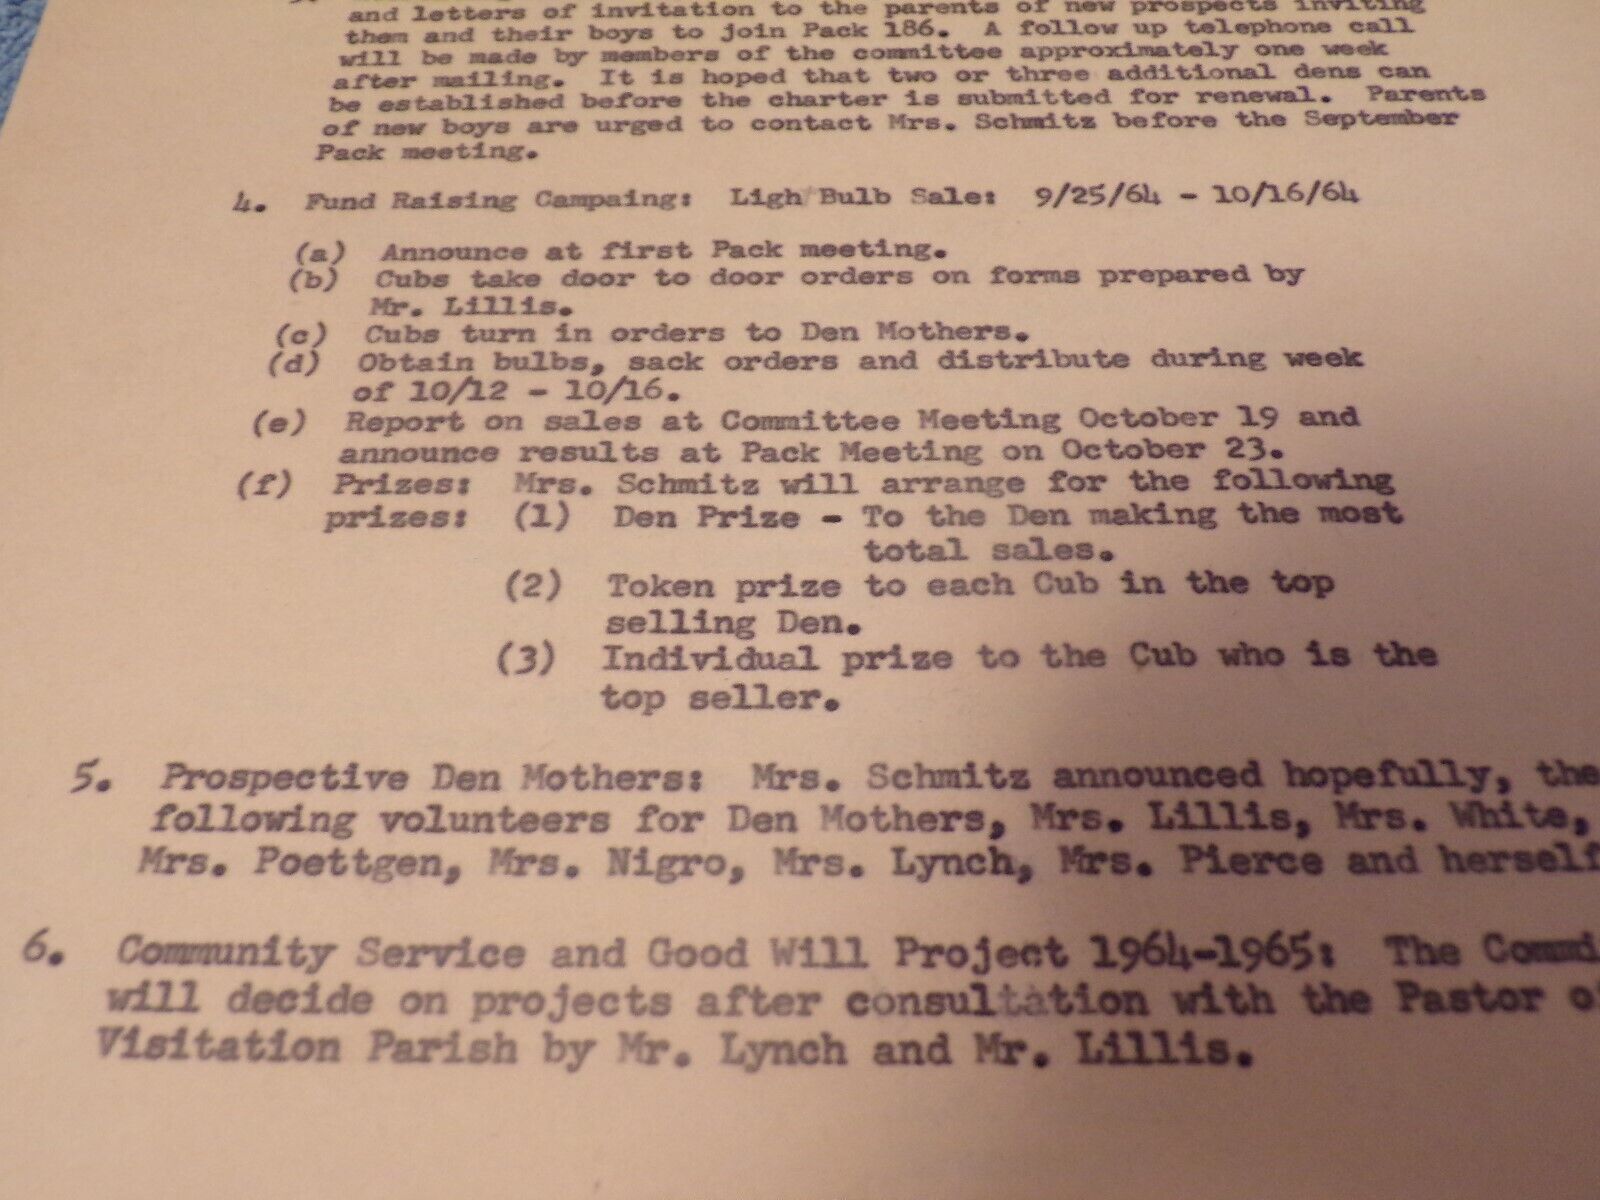 and letters of invitation to the parents of new prospects inviting
them and their boys to join Pack 186. A follow up telephone call
will be made by members of the committee approximately one week
after mailing. It is hoped that two or three additional dens can
be established before the charter is submitted for renewal. Parents
of new boys are urged to contact Mrs. Schmitz before the September
Pack meeting.
4. Fund Raising Campaing: Light Bulb Sale: 9/25/64 - 10/16/64
(a) Announce at first Pack meeting.
(b) Cubs take door to door orders on forms prepared by
Mr. Lillis.
(c) Cubs turn in orders to Den Mothers.
(d) Obtain bulbs, sack orders and distribute during week
of 10/12 - 10/16.
(e) Report on sales at Committee Meeting October 19 and
announce results at Pack Meeting on October 23.
(f) Prizes: Mrs. Schmitz will arrange for the following
prizes: (1) Den Prize - To the Den making the most
total sales.
(2) Token prize to each Cub in the top
selling Den.
(3) Individual prize to the Cub who is the
top seller.
5. Prospective Den Mothers: Mrs. Schmitz announced hopefully, the
following volunteers for Den Mothers, Mrs. Lillis, Mrs. White,
Mrs. Poettgen, Mrs. Nigro, Mrs. Lynch, Mrs. Pierce and herself
6. Community Service and Good Will Project 1964-1965: The Commi
will decide on projects after consultation with the Pastor of
Visitation Parish by Mr. Lynch and Mr. Lillis.